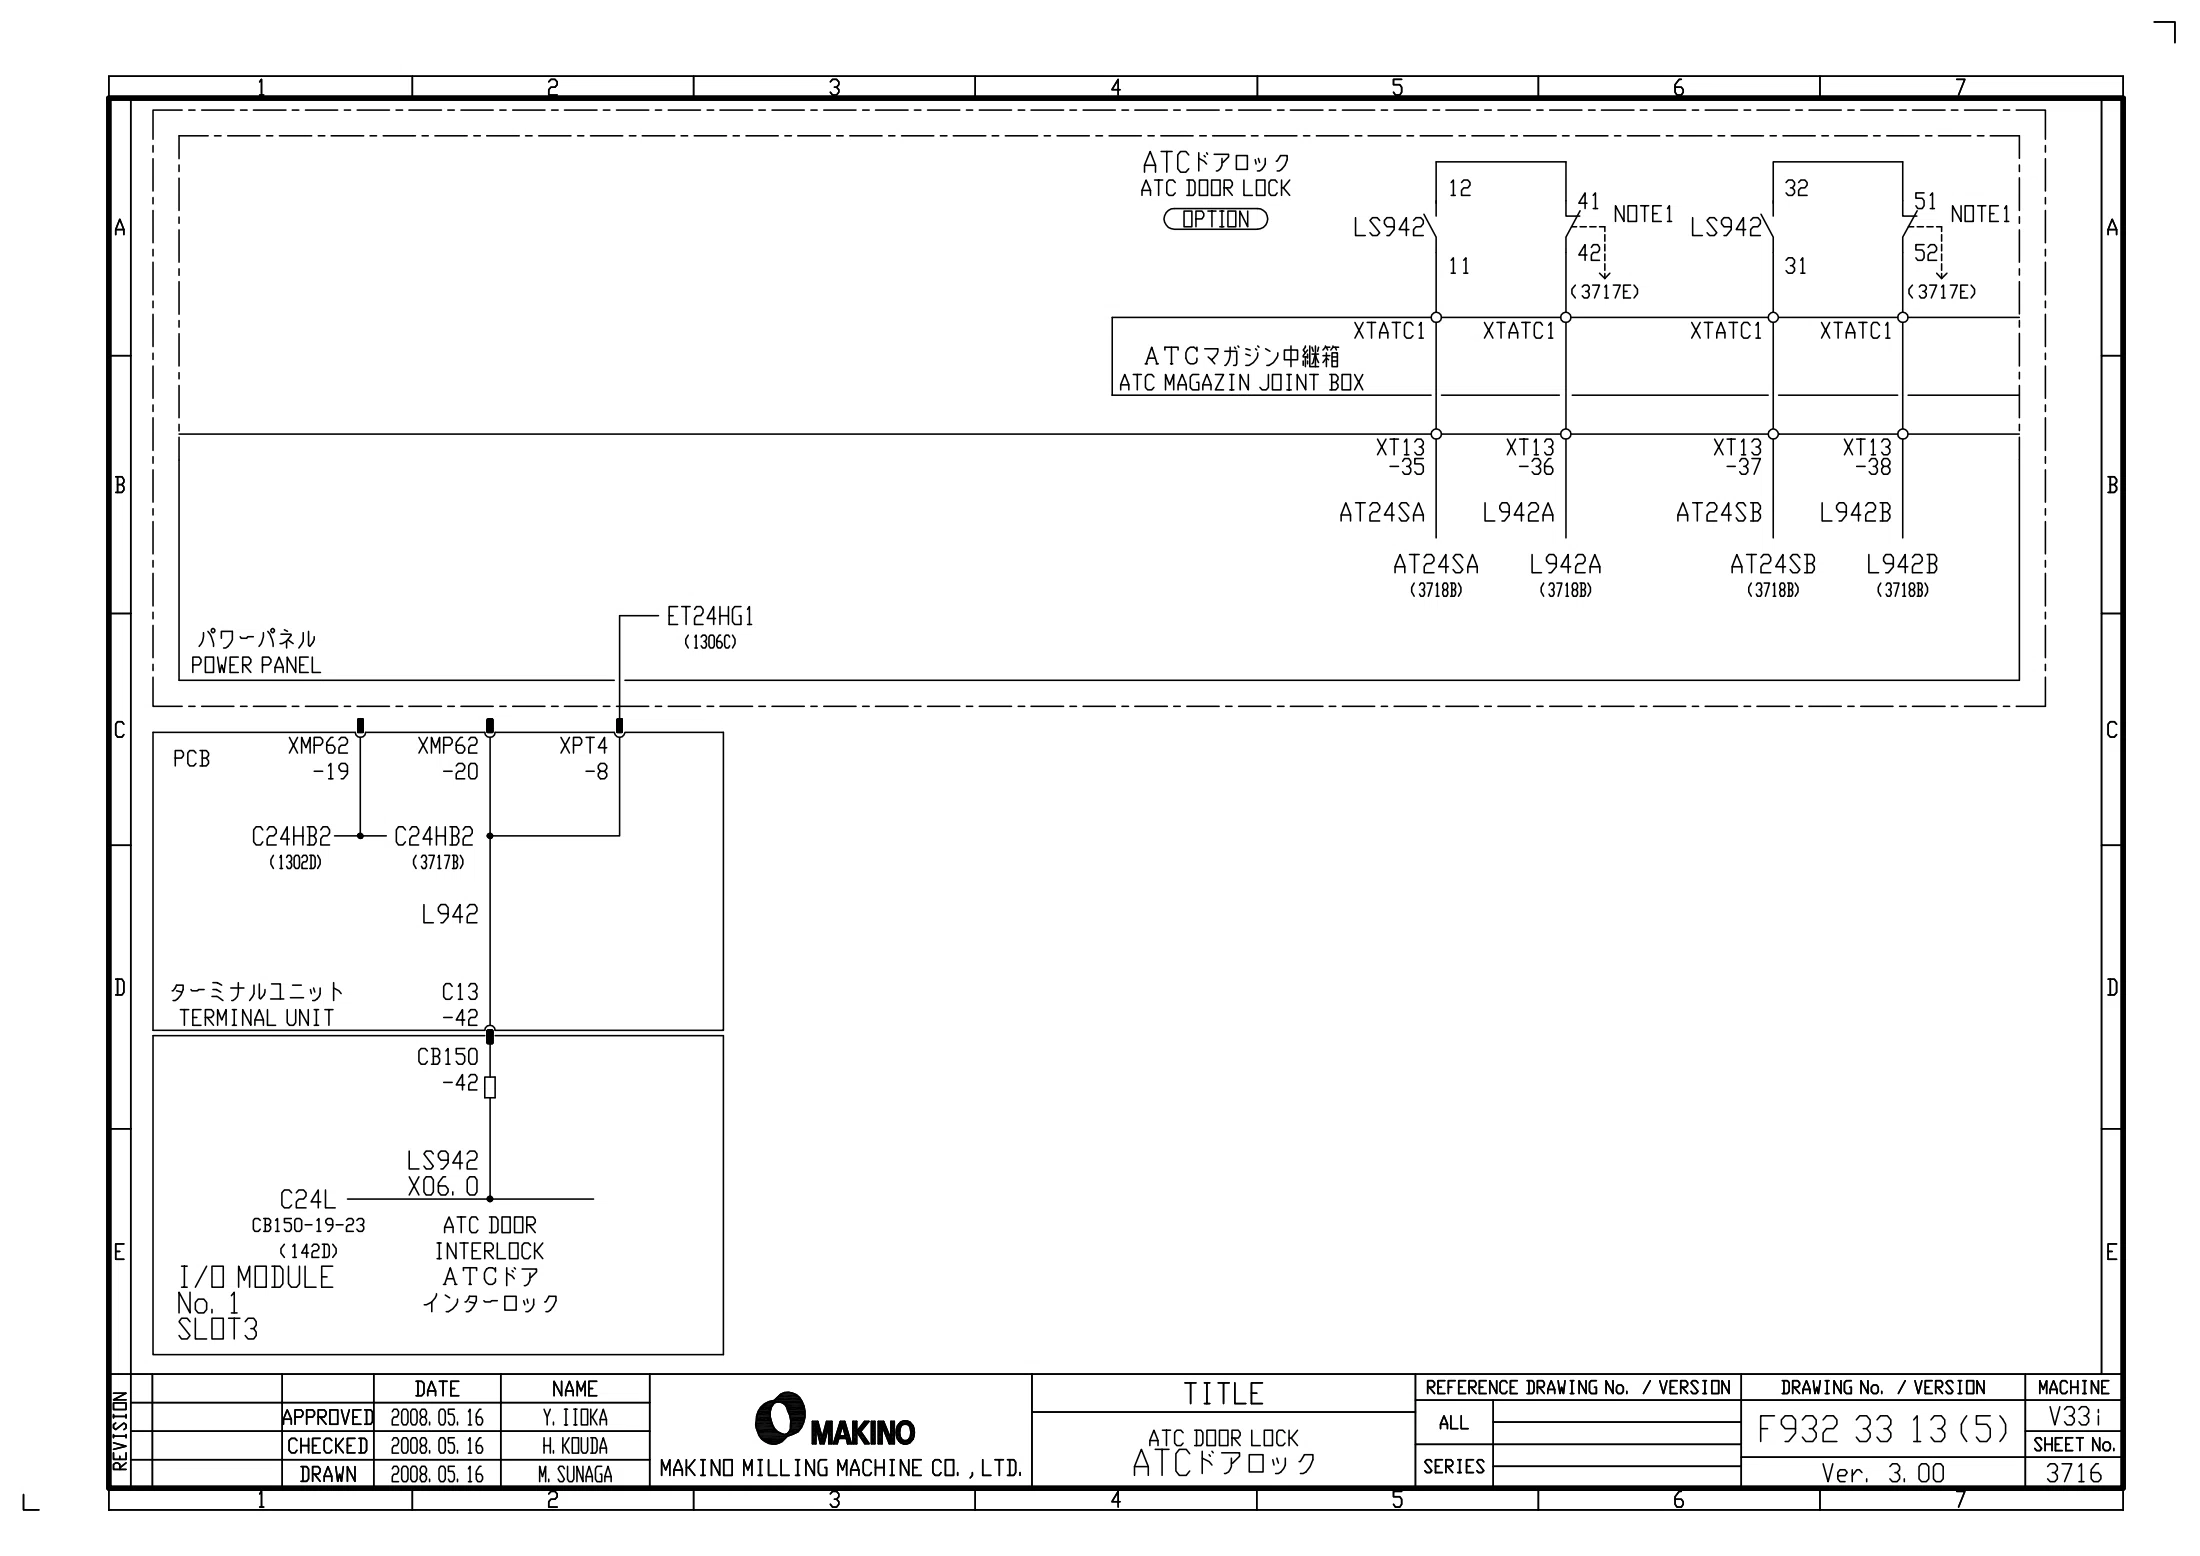 1 2 3 4 5 6 7
A
B
C
D
E
A
B
C
D
E
ATCドアロック
ATC DOOR LOCK
OPTION
LS942
12
11
41
42
NOTE1
(3717E)
LS942
32
31
51
52
NOTE1
(3717E)
XTATC1 XTATC1 XTATC1 XTATC1
ATCマガジン中継箱
ATC MAGAZIN JOINT BOX
XT13 XT13 XT13 XT13
-35 -36 -37 -38
AT24SA L942A AT24SB L942B
AT24SA L942A AT24SB L942B
(3718B) (3718B) (3718B) (3718B)
ET24HG1
(1306C)
パワーパネル
POWER PANEL
PCB
XMP62 XMP62 XPT4
-19 -20 -8
C24HB2 C24HB2
(1302D) (3717B)
L942
ターミナルユニット
TERMINAL UNIT
C13
-42
CB150
-42
LS942
X06.0
C24L
CB150-19-23
(142D)
ATC DOOR
INTERLOCK
ATCドア
インターロック
I/O MODULE
No.1
SLOT3
REVISION
DATE NAME
APPROVED 2008.05.16 Y.IIOKA
CHECKED 2008.05.16 H.KOUDA
DRAWN 2008.05.16 M.SUNAGA
MAKINO
MAKINO MILLING MACHINE CO.,LTD.
TITLE
ATC DOOR LOCK
ATCドアロック
REFERENCE DRAWING No. / VERSION
ALL
SERIES
DRAWING No. / VERSION
F932 33 13(5)
Ver. 3.00
MACHINE
V33i
SHEET No.
3716
1 2 3 4 5 6 7